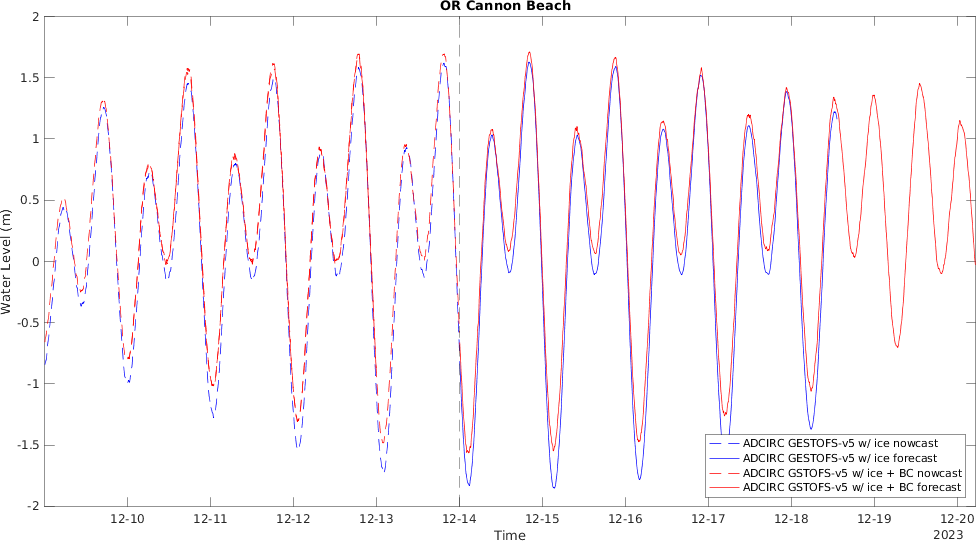 OR Cannon Beach
2
1.5
1
0.5
0
-0.5
-1
-1.5
-2
Water Level (m)
ADCIRC GESTOFS-v5 w/ ice nowcast
ADCIRC GESTOFS-v5 w/ ice forecast
ADCIRC GSTOFS-v5 w/ ice + BC nowcast
ADCIRC GSTOFS-v5 w/ ice + BC forecast
12-10 12-11 12-12 12-13 12-14 12-15 12-16 12-17 12-18 12-19 12-20
Time
2023